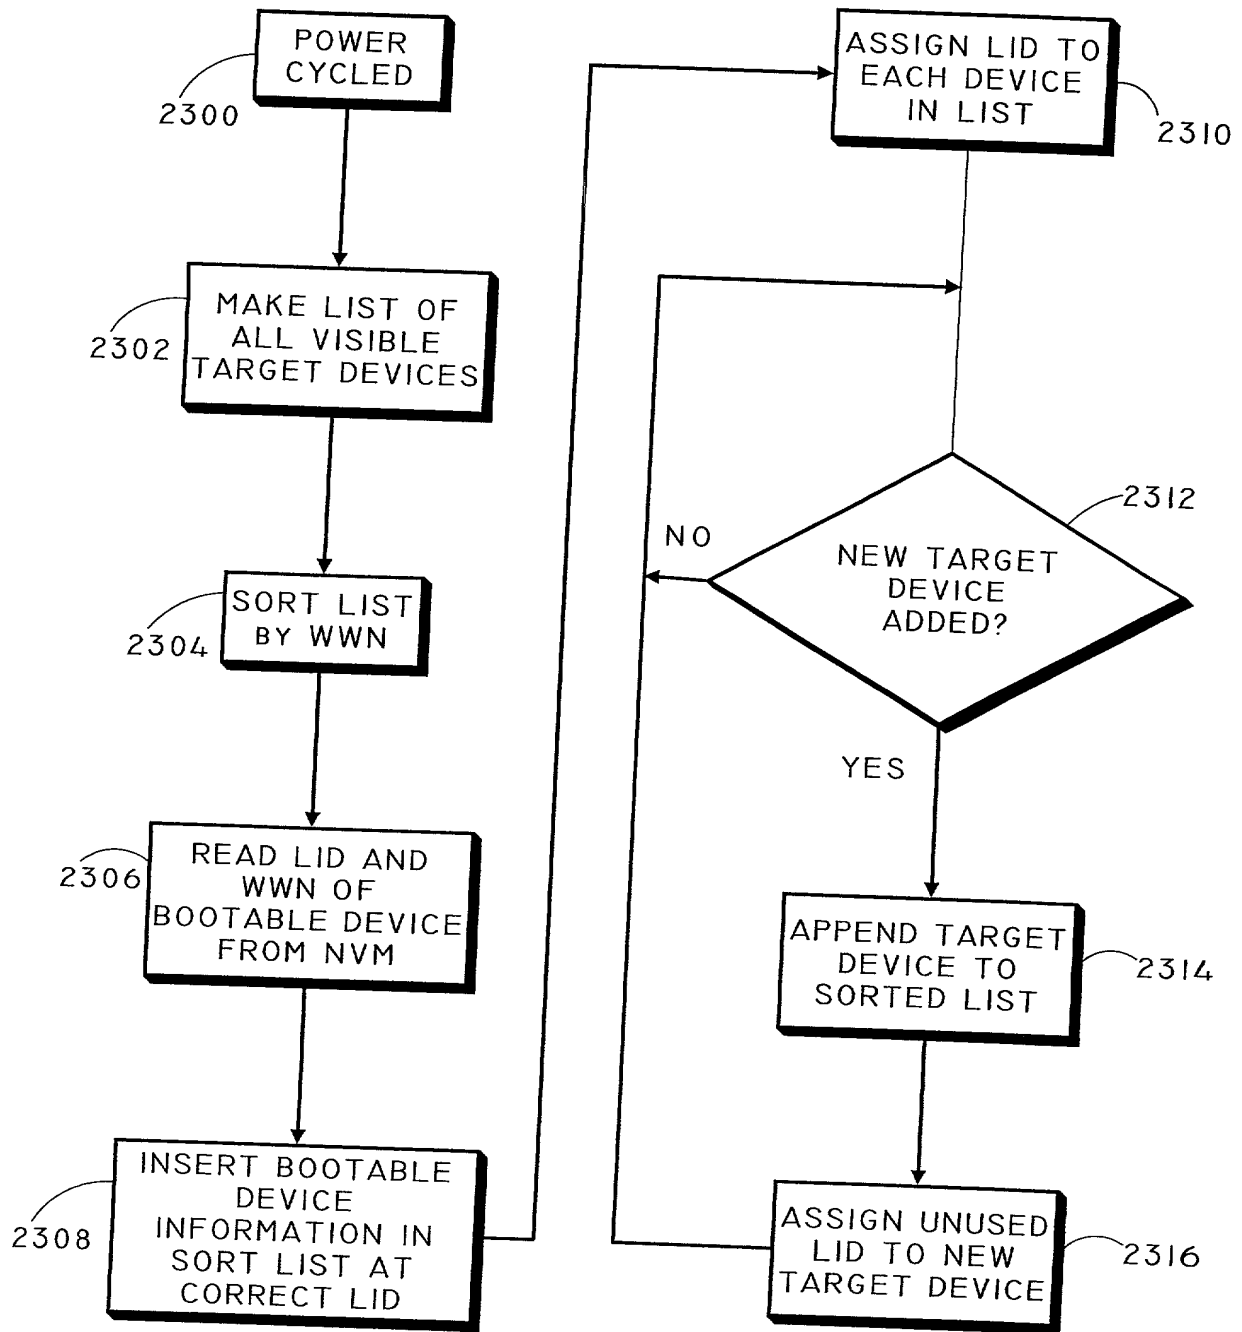 POWER
CYCLED
2300
MAKE LIST OF
ALL VISIBLE
TARGET DEVICES
2302
SORT LIST
BY WWN
2304
READ LID AND
WWN OF
BOOTABLE DEVICE
FROM NVM
2306
INSERT BOOTABLE
DEVICE
INFORMATION IN
SORT LIST AT
CORRECT LID
2308
ASSIGN LID TO
EACH DEVICE
IN LIST
2310
NEW TARGET
DEVICE
ADDED?
2312
NO
YES
APPEND TARGET
DEVICE TO
SORTED LIST
2314
ASSIGN UNUSED
LID TO NEW
TARGET DEVICE
2316